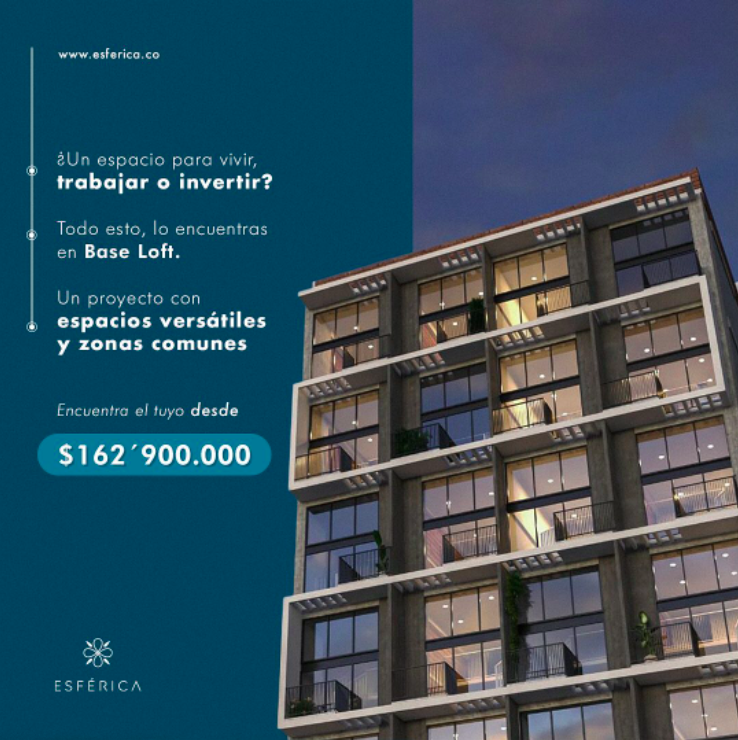 www.esferica.co
¿Un espacio para vivir,
trabajar o invertir?
Todo esto, lo encuentras
en Base Loft.
Un proyecto con
espacios versátiles
y zonas comunes
Encuentra el tuyo desde
$162´900.000
ESFÉRICA